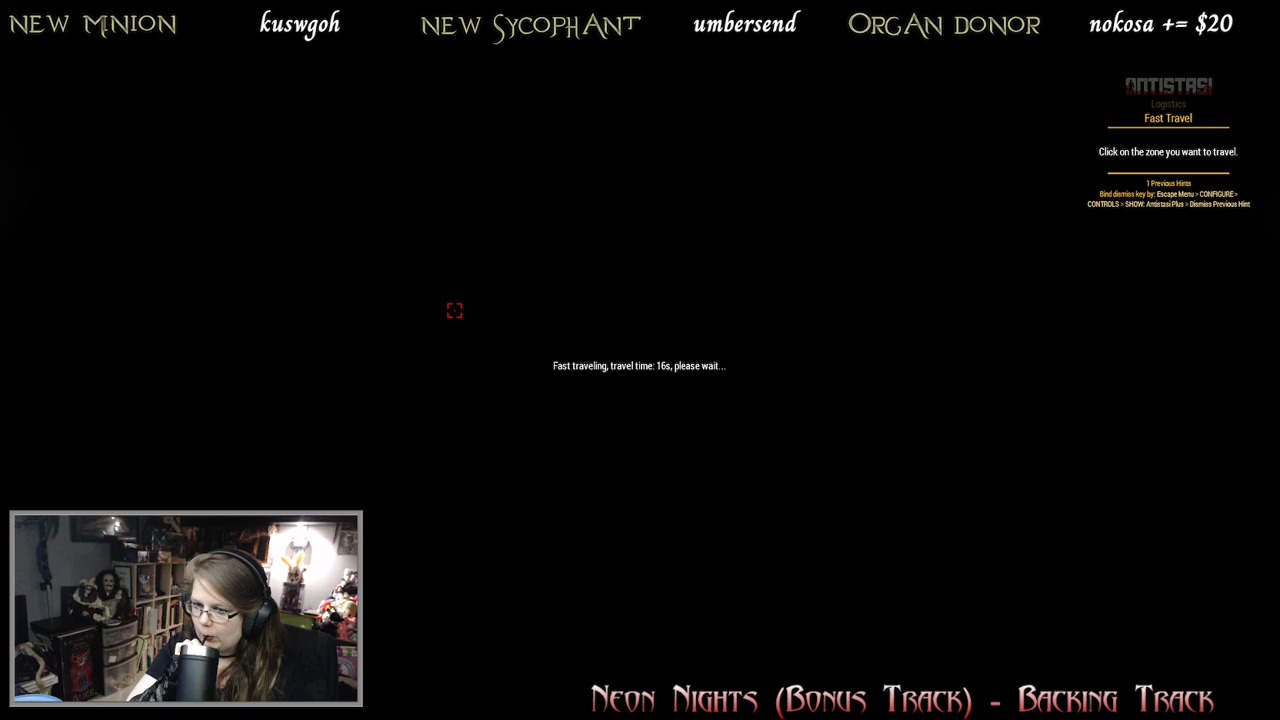 NEW MINION kuswgoh NEW SYCOPHANT umbersend ORGAN DONOR nokosa += $20
ANTISTASI
Logistics
Fast Travel
Click on the zone you want to travel.
1 Previous Hints
Bind dismiss key by: Escape Menu > CONFIGURE >
CONTROLS > SHOW: Antistasi Plus > Dismiss Previous Hint
Fast traveling, travel time: 16s, please wait...
NEON NIGHTS (BONUS TRACK) - BACKING TRACK